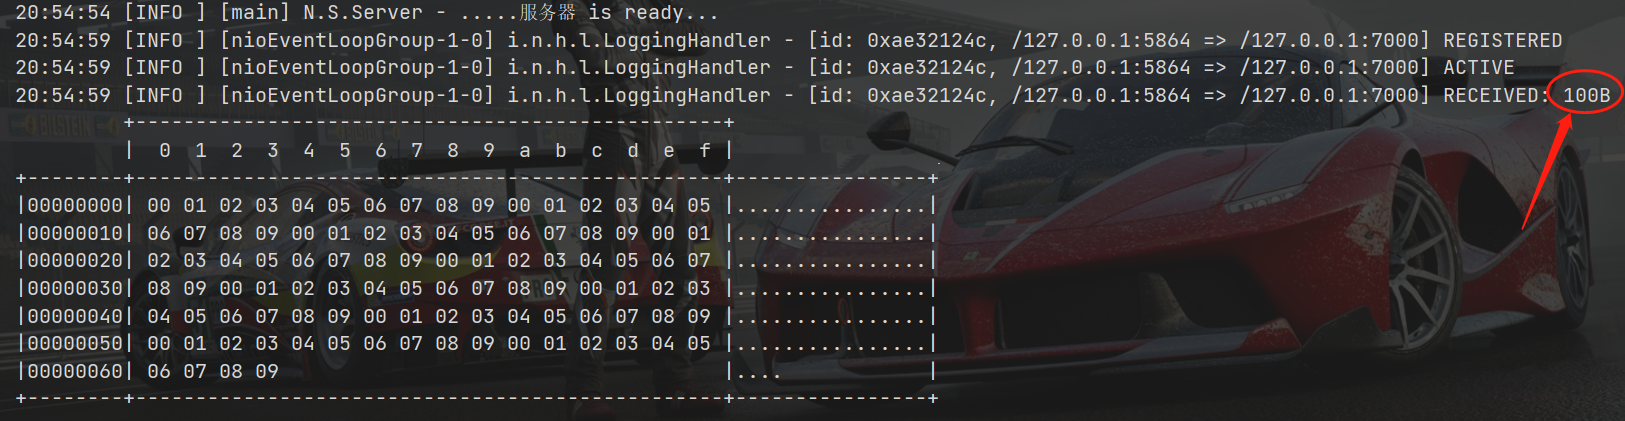 20:54:54 [INFO ] [main] N.S.Server - .....服务器 is ready...
20:54:59 [INFO ] [nioEventLoopGroup-1-0] i.n.h.l.LoggingHandler - [id: 0xae32124c, /127.0.0.1:5864 => /127.0.0.1:7000] REGISTERED
20:54:59 [INFO ] [nioEventLoopGroup-1-0] i.n.h.l.LoggingHandler - [id: 0xae32124c, /127.0.0.1:5864 => /127.0.0.1:7000] ACTIVE
20:54:59 [INFO ] [nioEventLoopGroup-1-0] i.n.h.l.LoggingHandler - [id: 0xae32124c, /127.0.0.1:5864 => /127.0.0.1:7000] RECEIVED: 100B
         +-------------------------------------------------+
         |  0  1  2  3  4  5  6  7  8  9  a  b  c  d  e  f |
+--------+-------------------------------------------------+----------------+
|00000000| 00 01 02 03 04 05 06 07 08 09 00 01 02 03 04 05 |................|
|00000010| 06 07 08 09 00 01 02 03 04 05 06 07 08 09 00 01 |................|
|00000020| 02 03 04 05 06 07 08 09 00 01 02 03 04 05 06 07 |................|
|00000030| 08 09 00 01 02 03 04 05 06 07 08 09 00 01 02 03 |................|
|00000040| 04 05 06 07 08 09 00 01 02 03 04 05 06 07 08 09 |................|
|00000050| 00 01 02 03 04 05 06 07 08 09 00 01 02 03 04 05 |................|
|00000060| 06 07 08 09                                     |....            |
+--------+-------------------------------------------------+----------------+